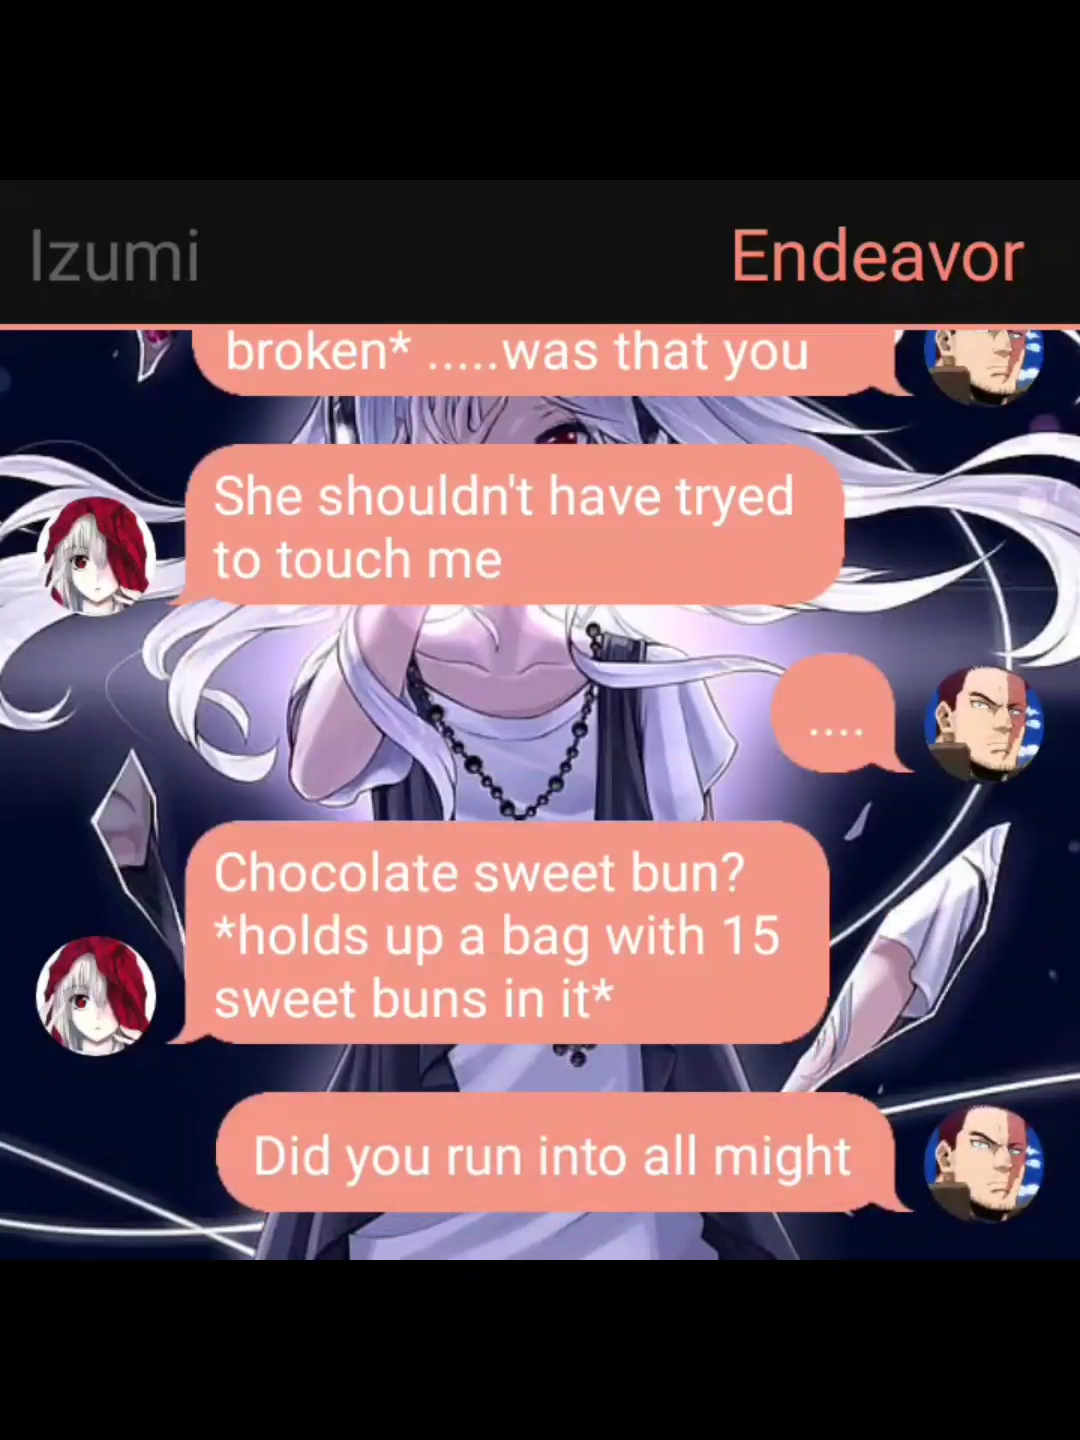 Izumi
Endeavor
broken* .....was that you
She shouldn't have tryed
to touch me
....
Chocolate sweet bun?
*holds up a bag with 15
sweet buns in it*
Did you run into all might